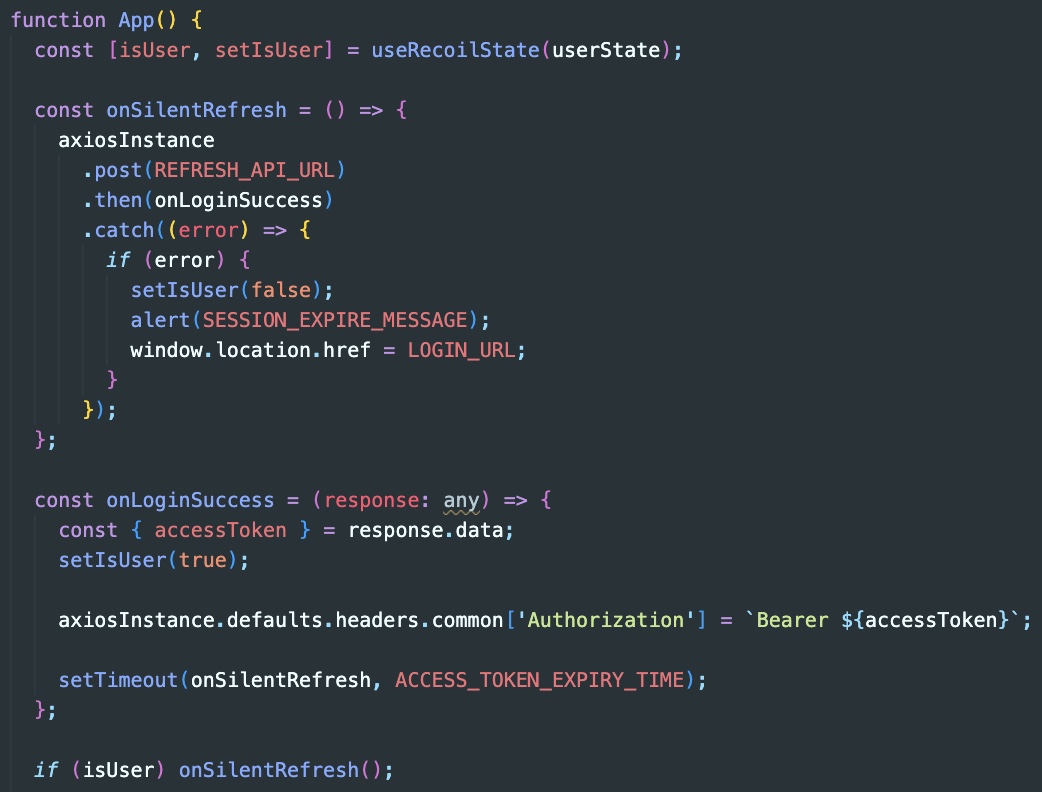 function App() {
  const [isUser, setIsUser] = useRecoilState(userState);

  const onSilentRefresh = () => {
    axiosInstance
      .post(REFRESH_API_URL)
      .then(onLoginSuccess)
      .catch((error) => {
        if (error) {
          setIsUser(false);
          alert(SESSION_EXPIRE_MESSAGE);
          window.location.href = LOGIN_URL;
        }
      });
  };

  const onLoginSuccess = (response: any) => {
    const { accessToken } = response.data;
    setIsUser(true);

    axiosInstance.defaults.headers.common['Authorization'] = `Bearer ${accessToken}`;

    setTimeout(onSilentRefresh, ACCESS_TOKEN_EXPIRY_TIME);
  };

  if (isUser) onSilentRefresh();